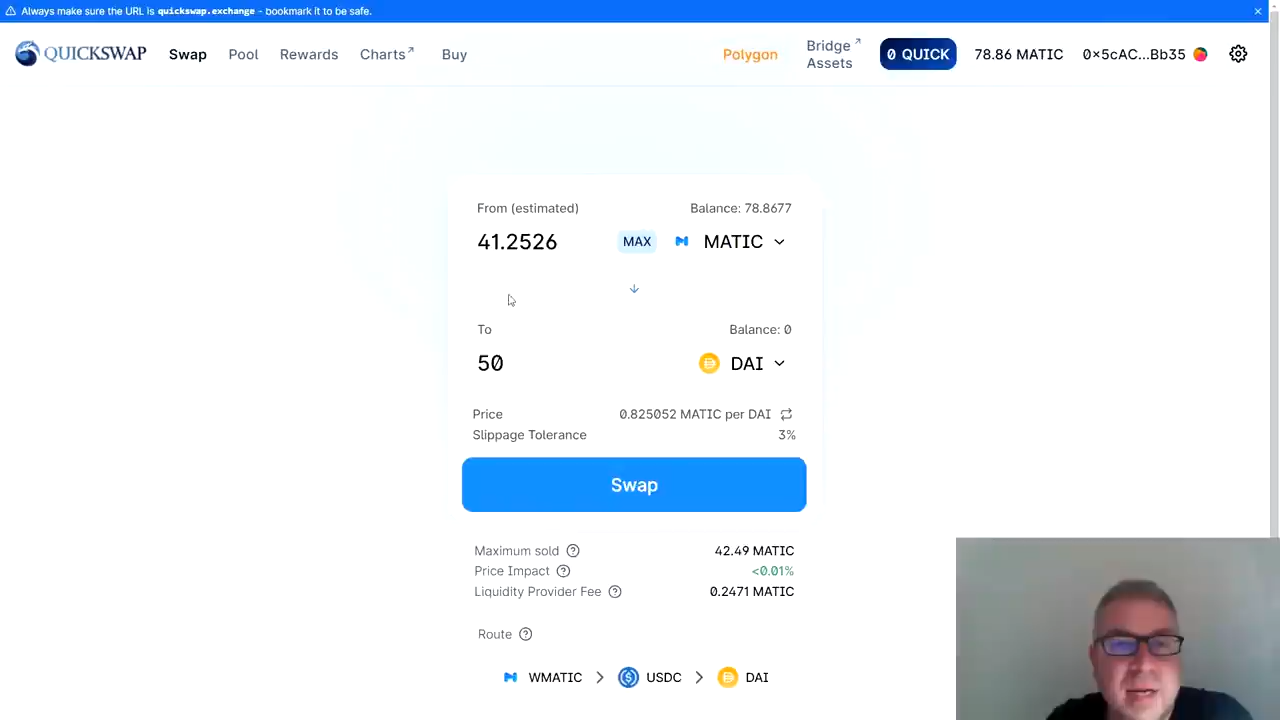 Always make sure the URL is quickswap.exchange - bookmark it to be safe.
QUICKSWAP Swap Pool Rewards Charts↗ Buy Polygon Bridge↗ Assets 0 QUICK 78.86 MATIC 0×5cAC...Bb35
From (estimated) Balance: 78.8677
41.2526 MAX MATIC
To Balance: 0
50 DAI
Price 0.825052 MATIC per DAI
Slippage Tolerance 3%
Swap
Maximum sold ? 42.49 MATIC
Price Impact ? <0.01%
Liquidity Provider Fee ? 0.2471 MATIC
Route ?
WMATIC > USDC > DAI